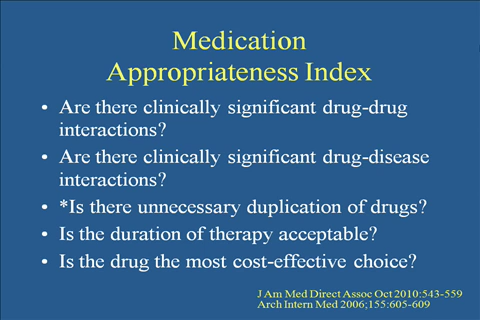 Medication
Appropriateness Index
• Are there clinically significant drug-drug
interactions?
• Are there clinically significant drug-disease
interactions?
• *Is there unnecessary duplication of drugs?
• Is the duration of therapy acceptable?
• Is the drug the most cost-effective choice?
J Am Med Direct Assoc Oct 2010:543-559
Arch Intern Med 2006;155:605-609